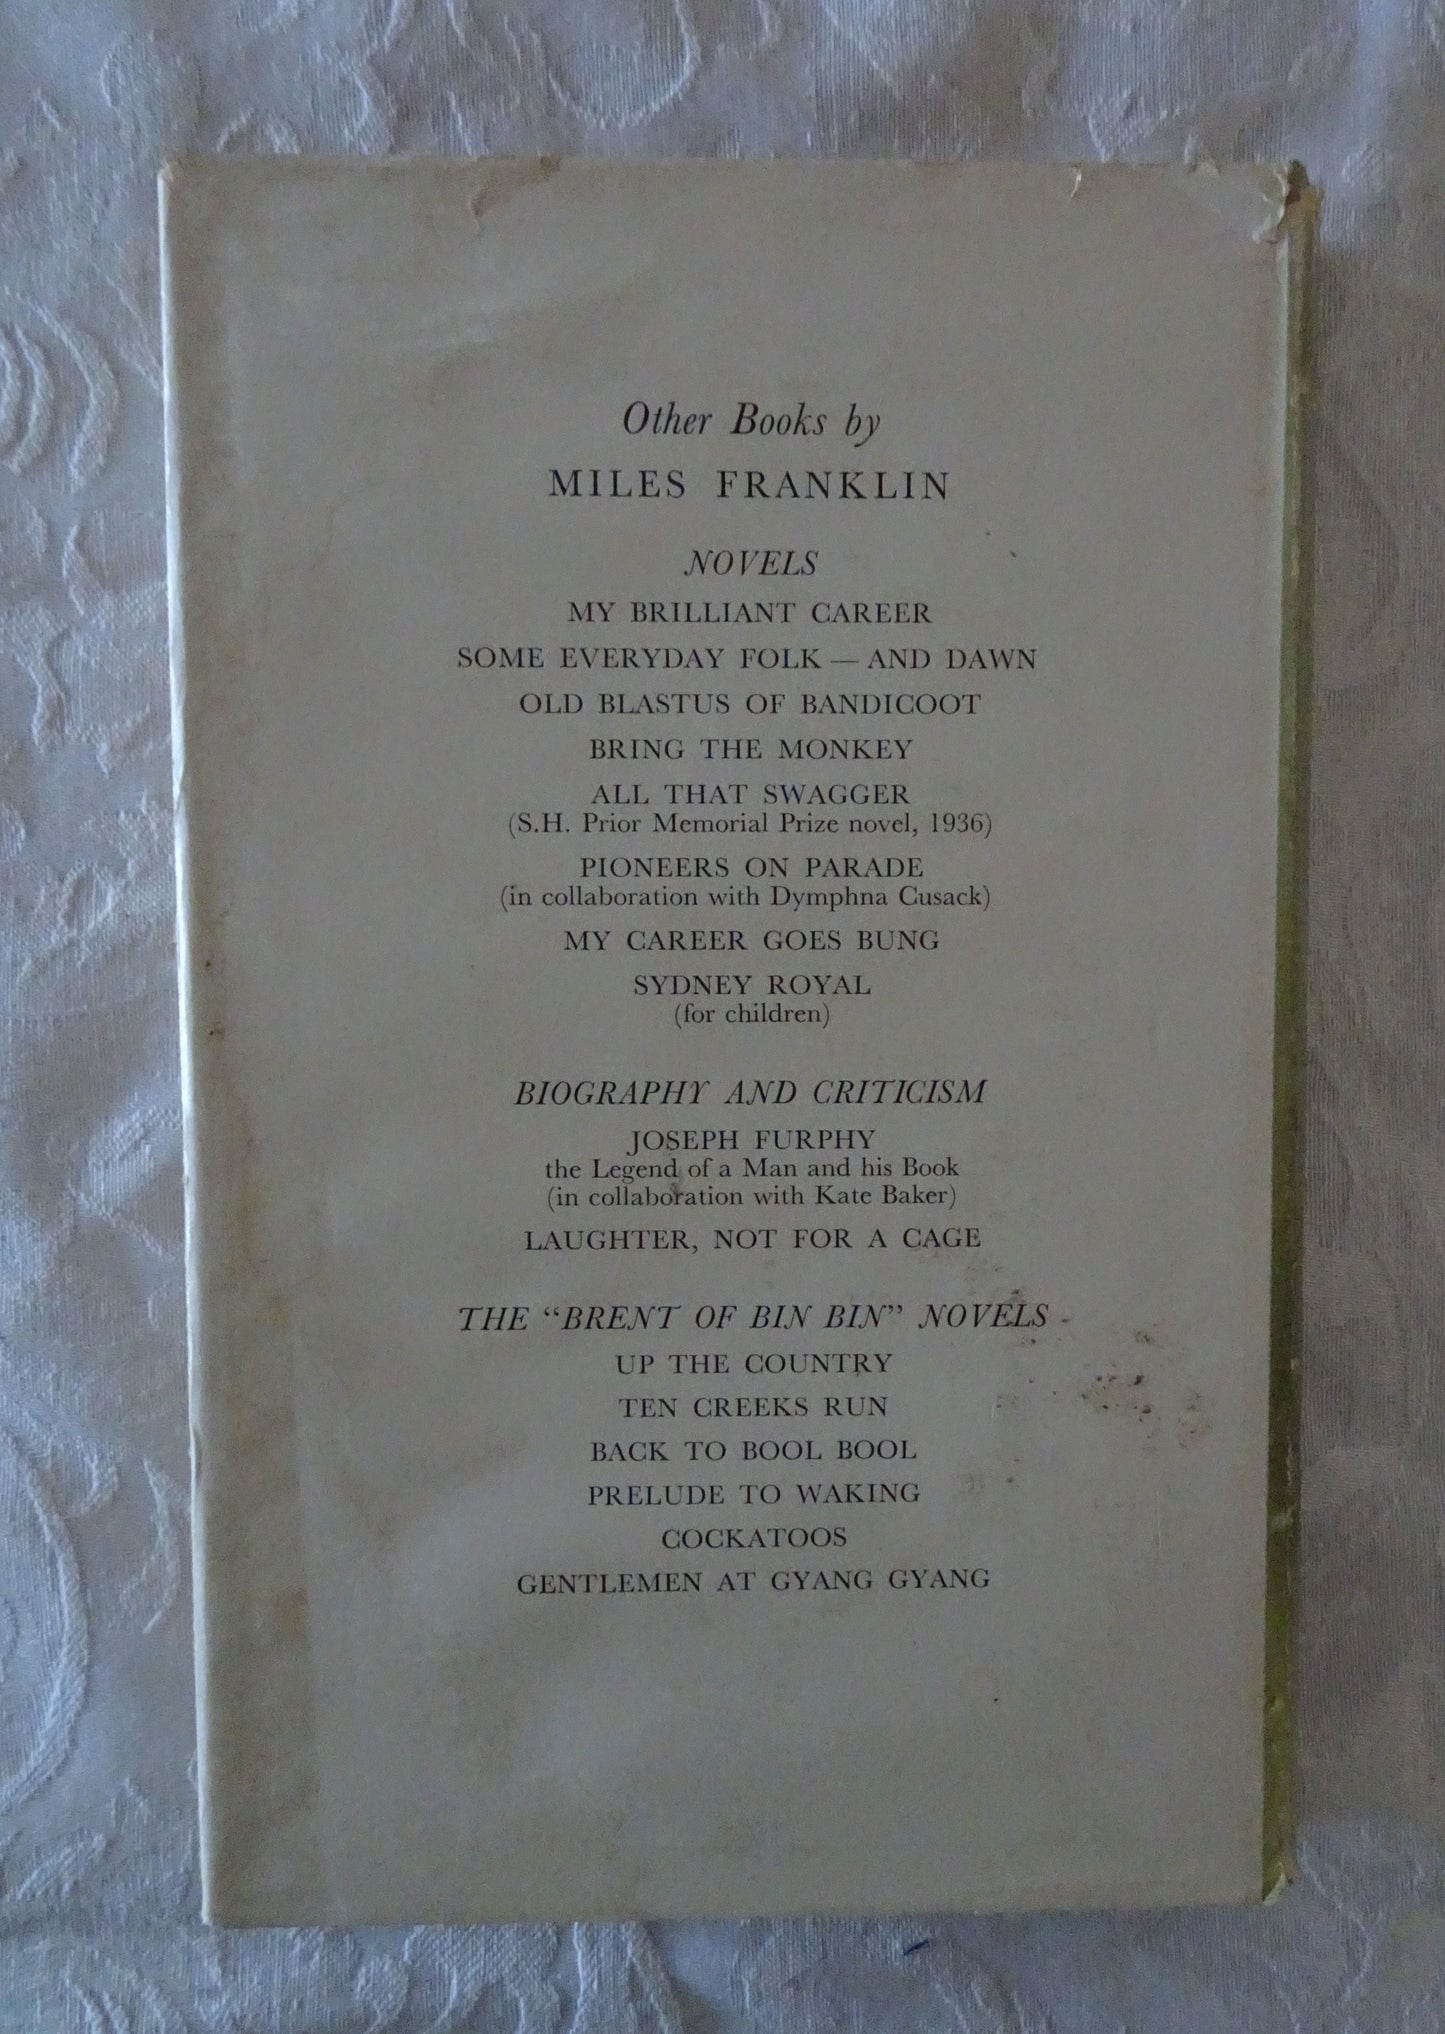 Other Books by
MILES FRANKLIN
NOVELS
MY BRILLIANT CAREER
SOME EVERYDAY FOLK — AND DAWN
OLD BLASTUS OF BANDICOOT
BRING THE MONKEY
ALL THAT SWAGGER
(S.H. Prior Memorial Prize novel, 1936)
PIONEERS ON PARADE
(in collaboration with Dymphna Cusack)
MY CAREER GOES BUNG
SYDNEY ROYAL
(for children)
BIOGRAPHY AND CRITICISM
JOSEPH FURPHY
the Legend of a Man and his Book
(in collaboration with Kate Baker)
LAUGHTER, NOT FOR A CAGE
THE “BRENT OF BIN BIN” NOVELS
UP THE COUNTRY
TEN CREEKS RUN
BACK TO BOOL BOOL
PRELUDE TO WAKING
COCKATOOS
GENTLEMEN AT GYANG GYANG